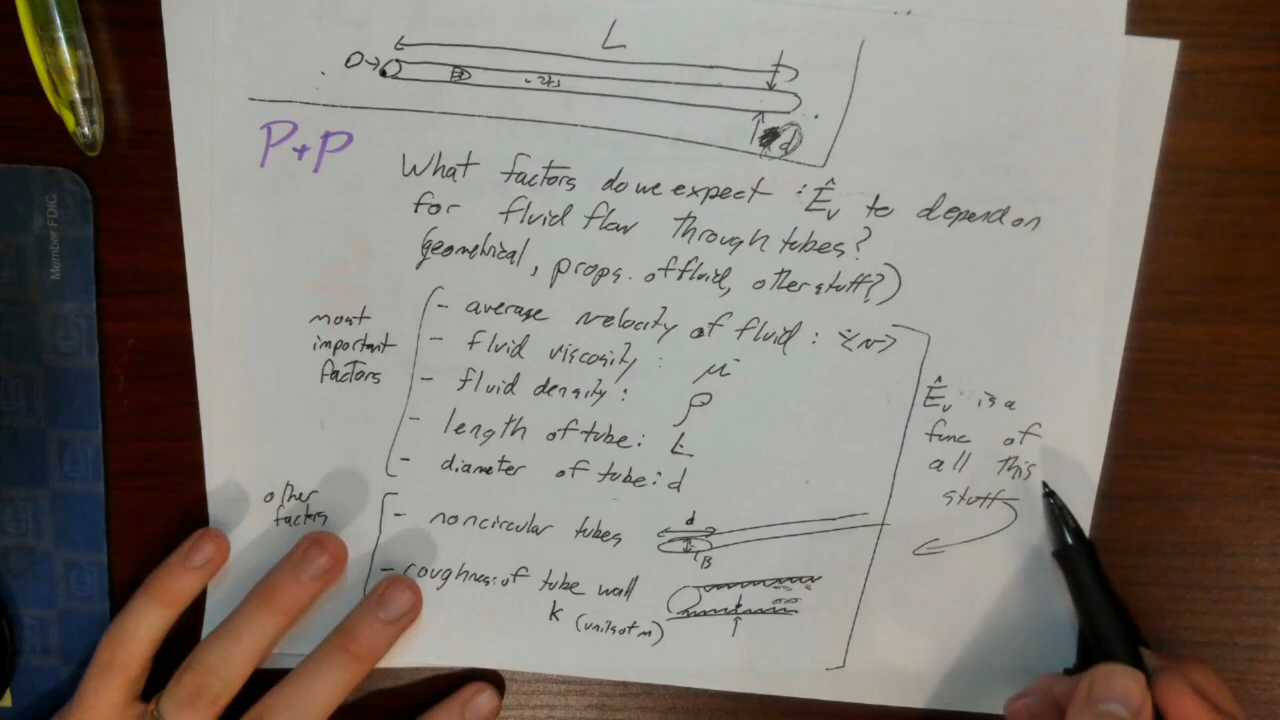 L
D→
d
P+P
What factors do we expect : Êᵥ to depend on
for fluid flow through tubes?
(geometrical, props. of fluid, other stuff?)
most
important
factors
- average velocity of fluid : <v>
- fluid viscosity : μ
- fluid density : ρ
- length of tube: L
- diameter of tube: d
other
factors
- noncircular tubes
d
B
- roughness of tube wall
k (units of m)
Êᵥ is a
func of
all this
stuff
Member FDIC